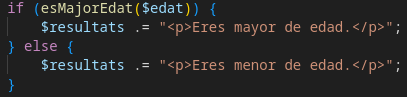 if (esMajorEdat($edat)) {
    $resultats .= "<p>Eres mayor de edad.</p>";
} else {
    $resultats .= "<p>Eres menor de edad.</p>";
}